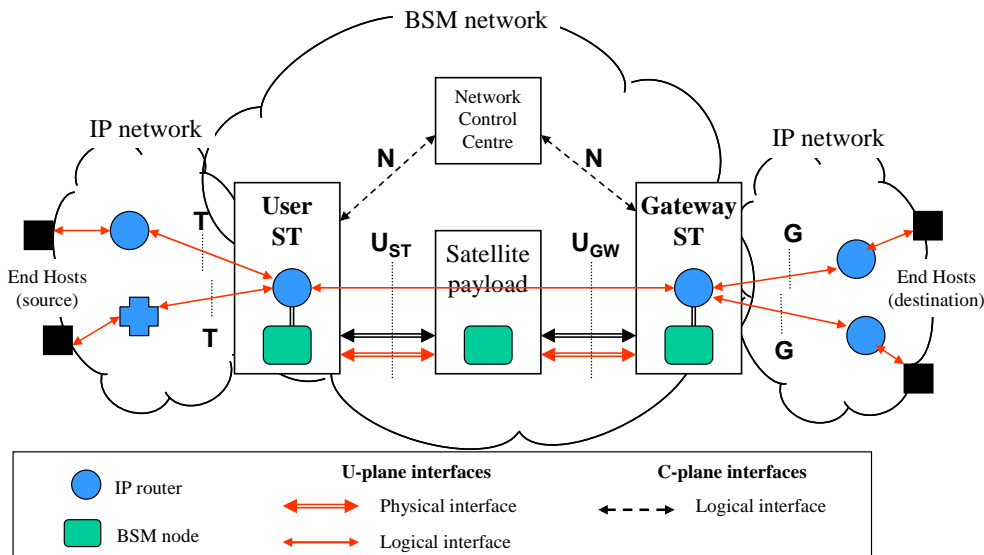 BSM network
IP network
Network
Control
Centre
IP network
N
N
T
User
ST
Gateway
ST
U_ST
Satellite
payload
U_GW
G
End Hosts
(source)
End Hosts
(destination)
T
G
U-plane interfaces
C-plane interfaces
IP router
Physical interface
Logical interface
BSM node
Logical interface